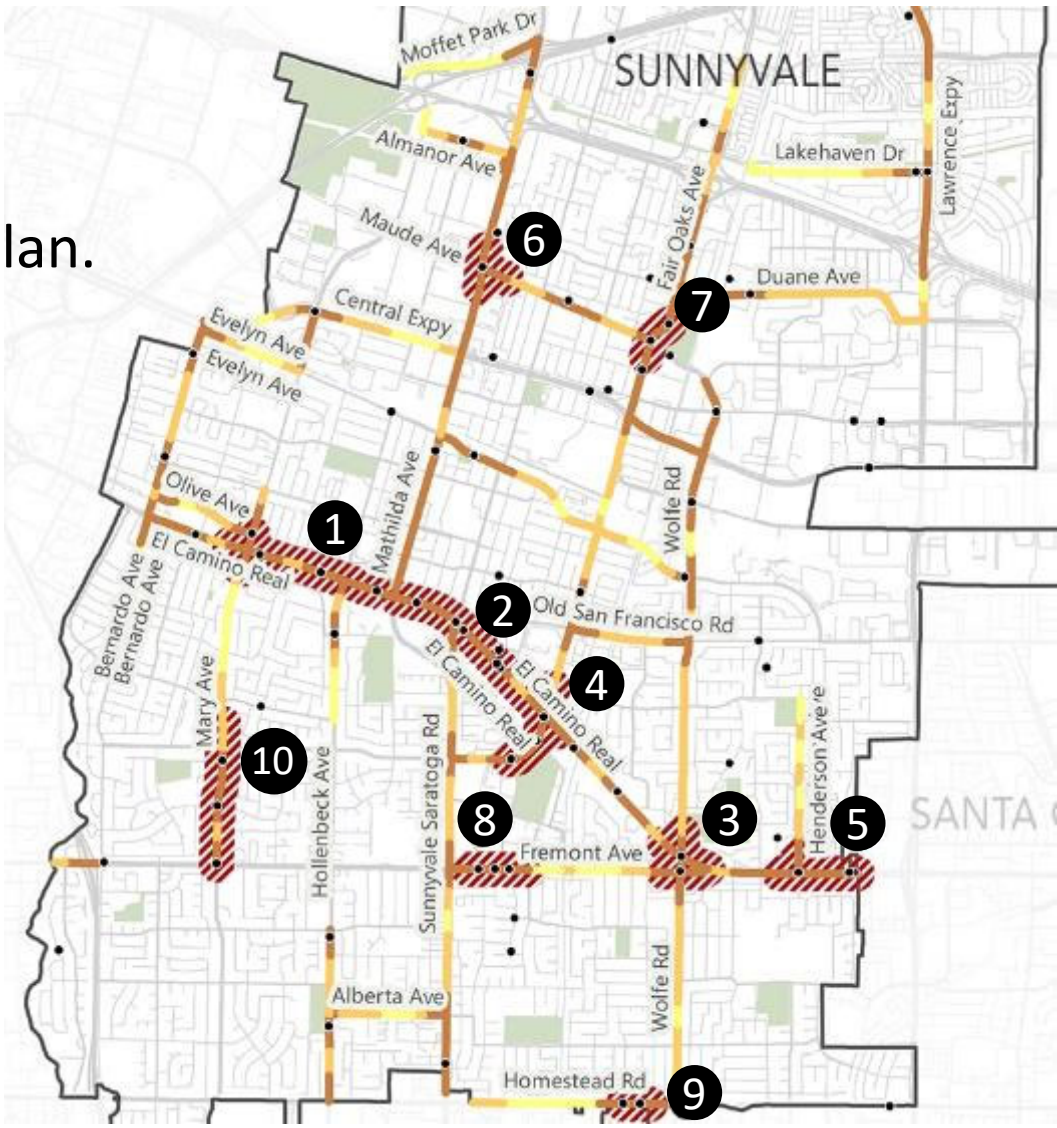 Moffet Park Dr
SUNNYVALE
Almanor Ave
Lakehaven Dr
Lawrence Expy
lan.
Maude Ave
6
Fair Oaks Ave
Duane Ave
7
Central Expy
Evelyn Ave
Evelyn Ave
Mathilda Ave
Wolfe Rd
Olive Ave
1
El Camino Real
Bernardo Ave
Bernardo Ave
2
Old San Francisco Rd
El Camino Real
El Camino Real
4
Mary Ave
10
Hollenbeck Ave
Sunnyvale Saratoga Rd
Henderson Ave
8
3
5
SANTA C
Fremont Ave
Wolfe Rd
Alberta Ave
Homestead Rd
9